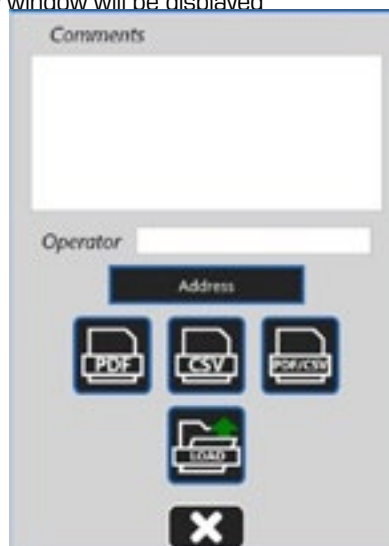 window will be displayed
Comments
Operator
Address
PDF CSV PDF/CSV
LOAD